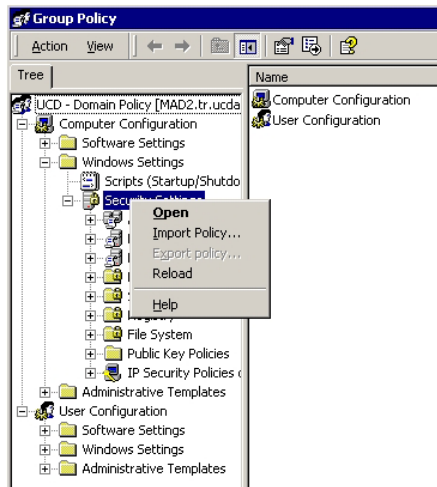 Group Policy
Action View
Tree
Name
UCD - Domain Policy [MAD2.tr.ucda
Computer Configuration
Computer Configuration
User Configuration
Software Settings
Windows Settings
Scripts (Startup/Shutdo
Security Settings
Open
Import Policy...
Export policy...
Reload
Help
Registry
File System
Public Key Policies
IP Security Policies
Administrative Templates
User Configuration
Software Settings
Windows Settings
Administrative Templates